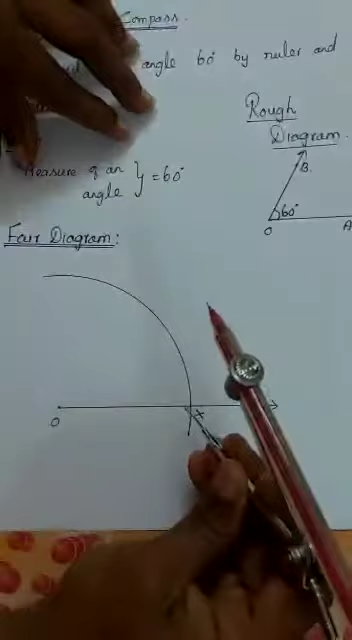 Compass.
angle 60° by ruler and
Rough
Diagram.
Measure of an
angle } = 60°
B.
60°
O
A
Fair Diagram:
O
X